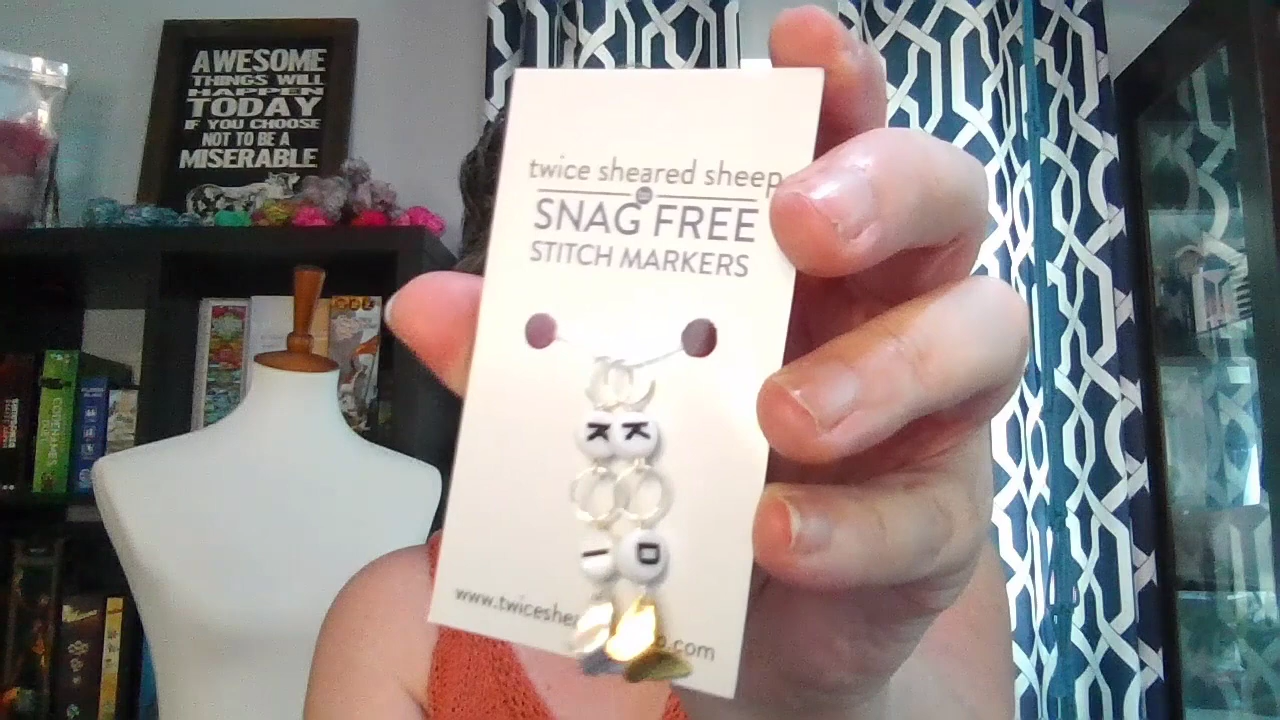 AWESOME
THINGS WILL
HAPPEN
TODAY
IF YOU CHOOSE
NOT TO BE A
MISERABLE
twice sheared sheep
SNAG FREE
STITCH MARKERS
K K
I D
CODENAMES